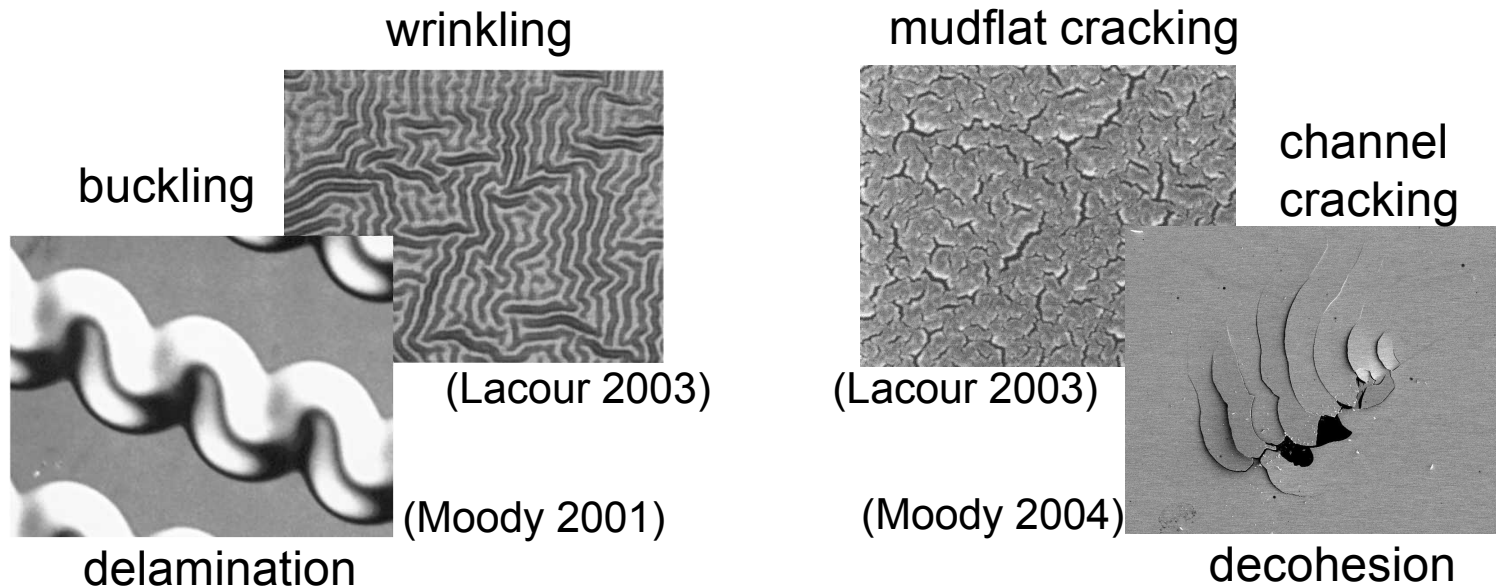 wrinkling
mudflat cracking
buckling
channel
cracking
(Lacour 2003)
(Lacour 2003)
(Moody 2001)
(Moody 2004)
delamination
decohesion